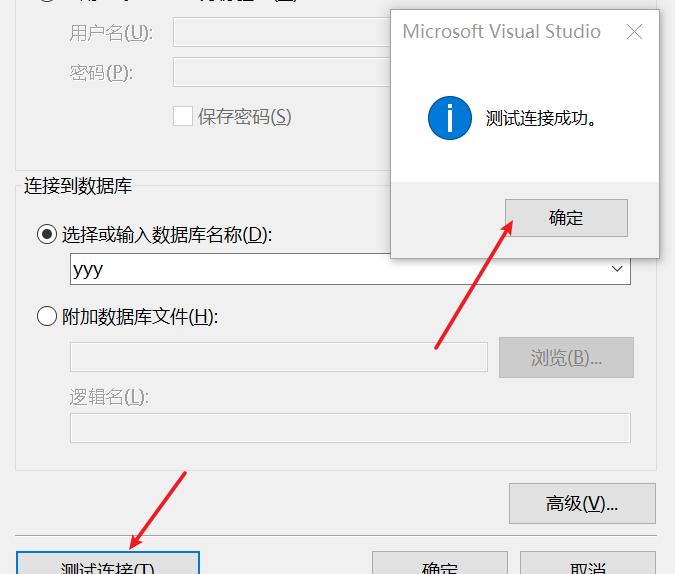 用户名(U):
密码(P):
保存密码(S)
Microsoft Visual Studio
测试连接成功。
确定
连接到数据库
选择或输入数据库名称(D):
yyy
附加数据库文件(H):
浏览(B)...
逻辑名(L):
高级(V)...
测试连接(T)
确定
取消